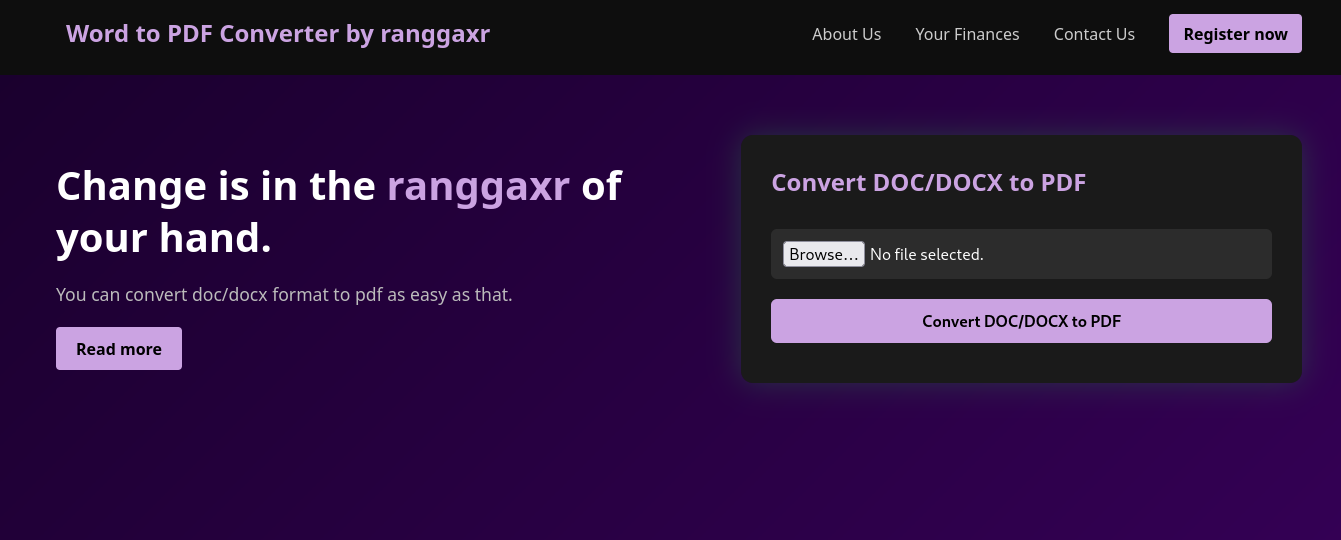 Word to PDF Converter by ranggaxr
About Us
Your Finances
Contact Us
Register now
Change is in the ranggaxr of
your hand.
You can convert doc/docx format to pdf as easy as that.
Read more
Convert DOC/DOCX to PDF
Browse... No file selected.
Convert DOC/DOCX to PDF